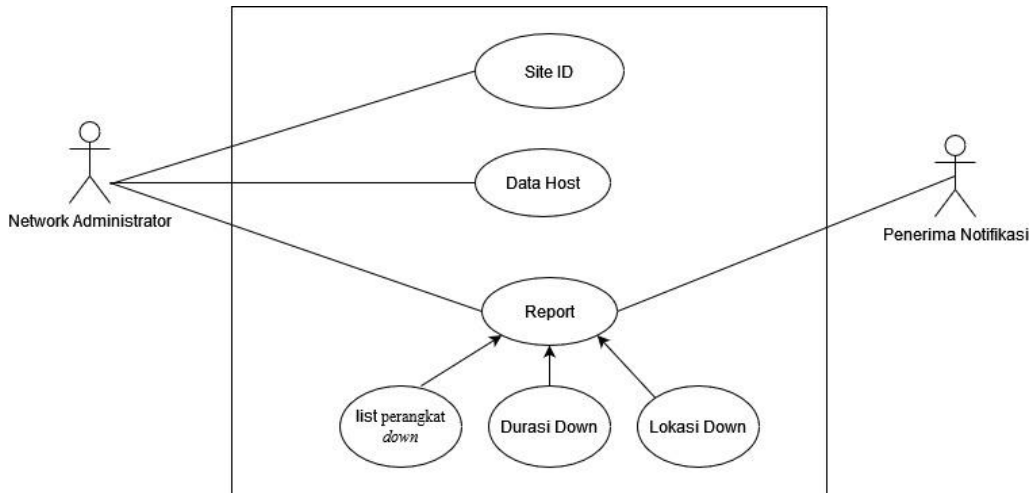 Site ID
Data Host
Network Administrator
Penerima Notifikasi
Report
list perangkat
down
Durasi Down
Lokasi Down